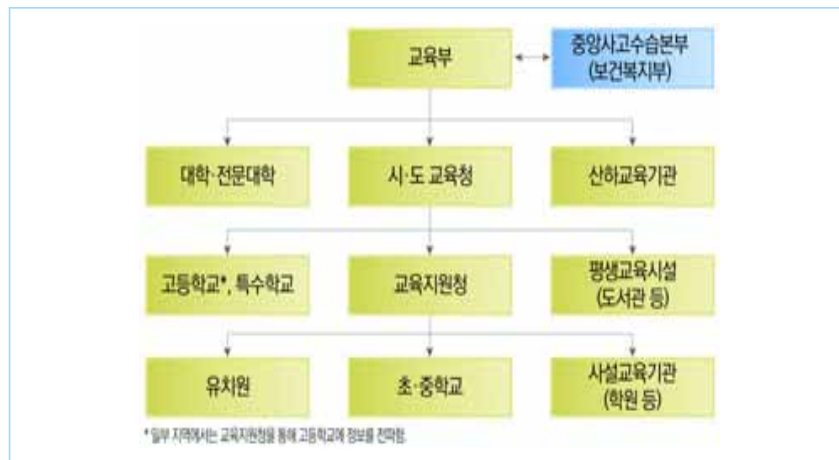 교육부
중앙사고수습본부
(보건복지부)
대학·전문대학
시·도 교육청
산하교육기관
고등학교*, 특수학교
교육지원청
평생교육시설
(도서관 등)
유치원
초·중학교
사설교육기관
(학원 등)
* 일부 지역에서는 교육지원청을 통해 고등학교에 정보를 전달함.